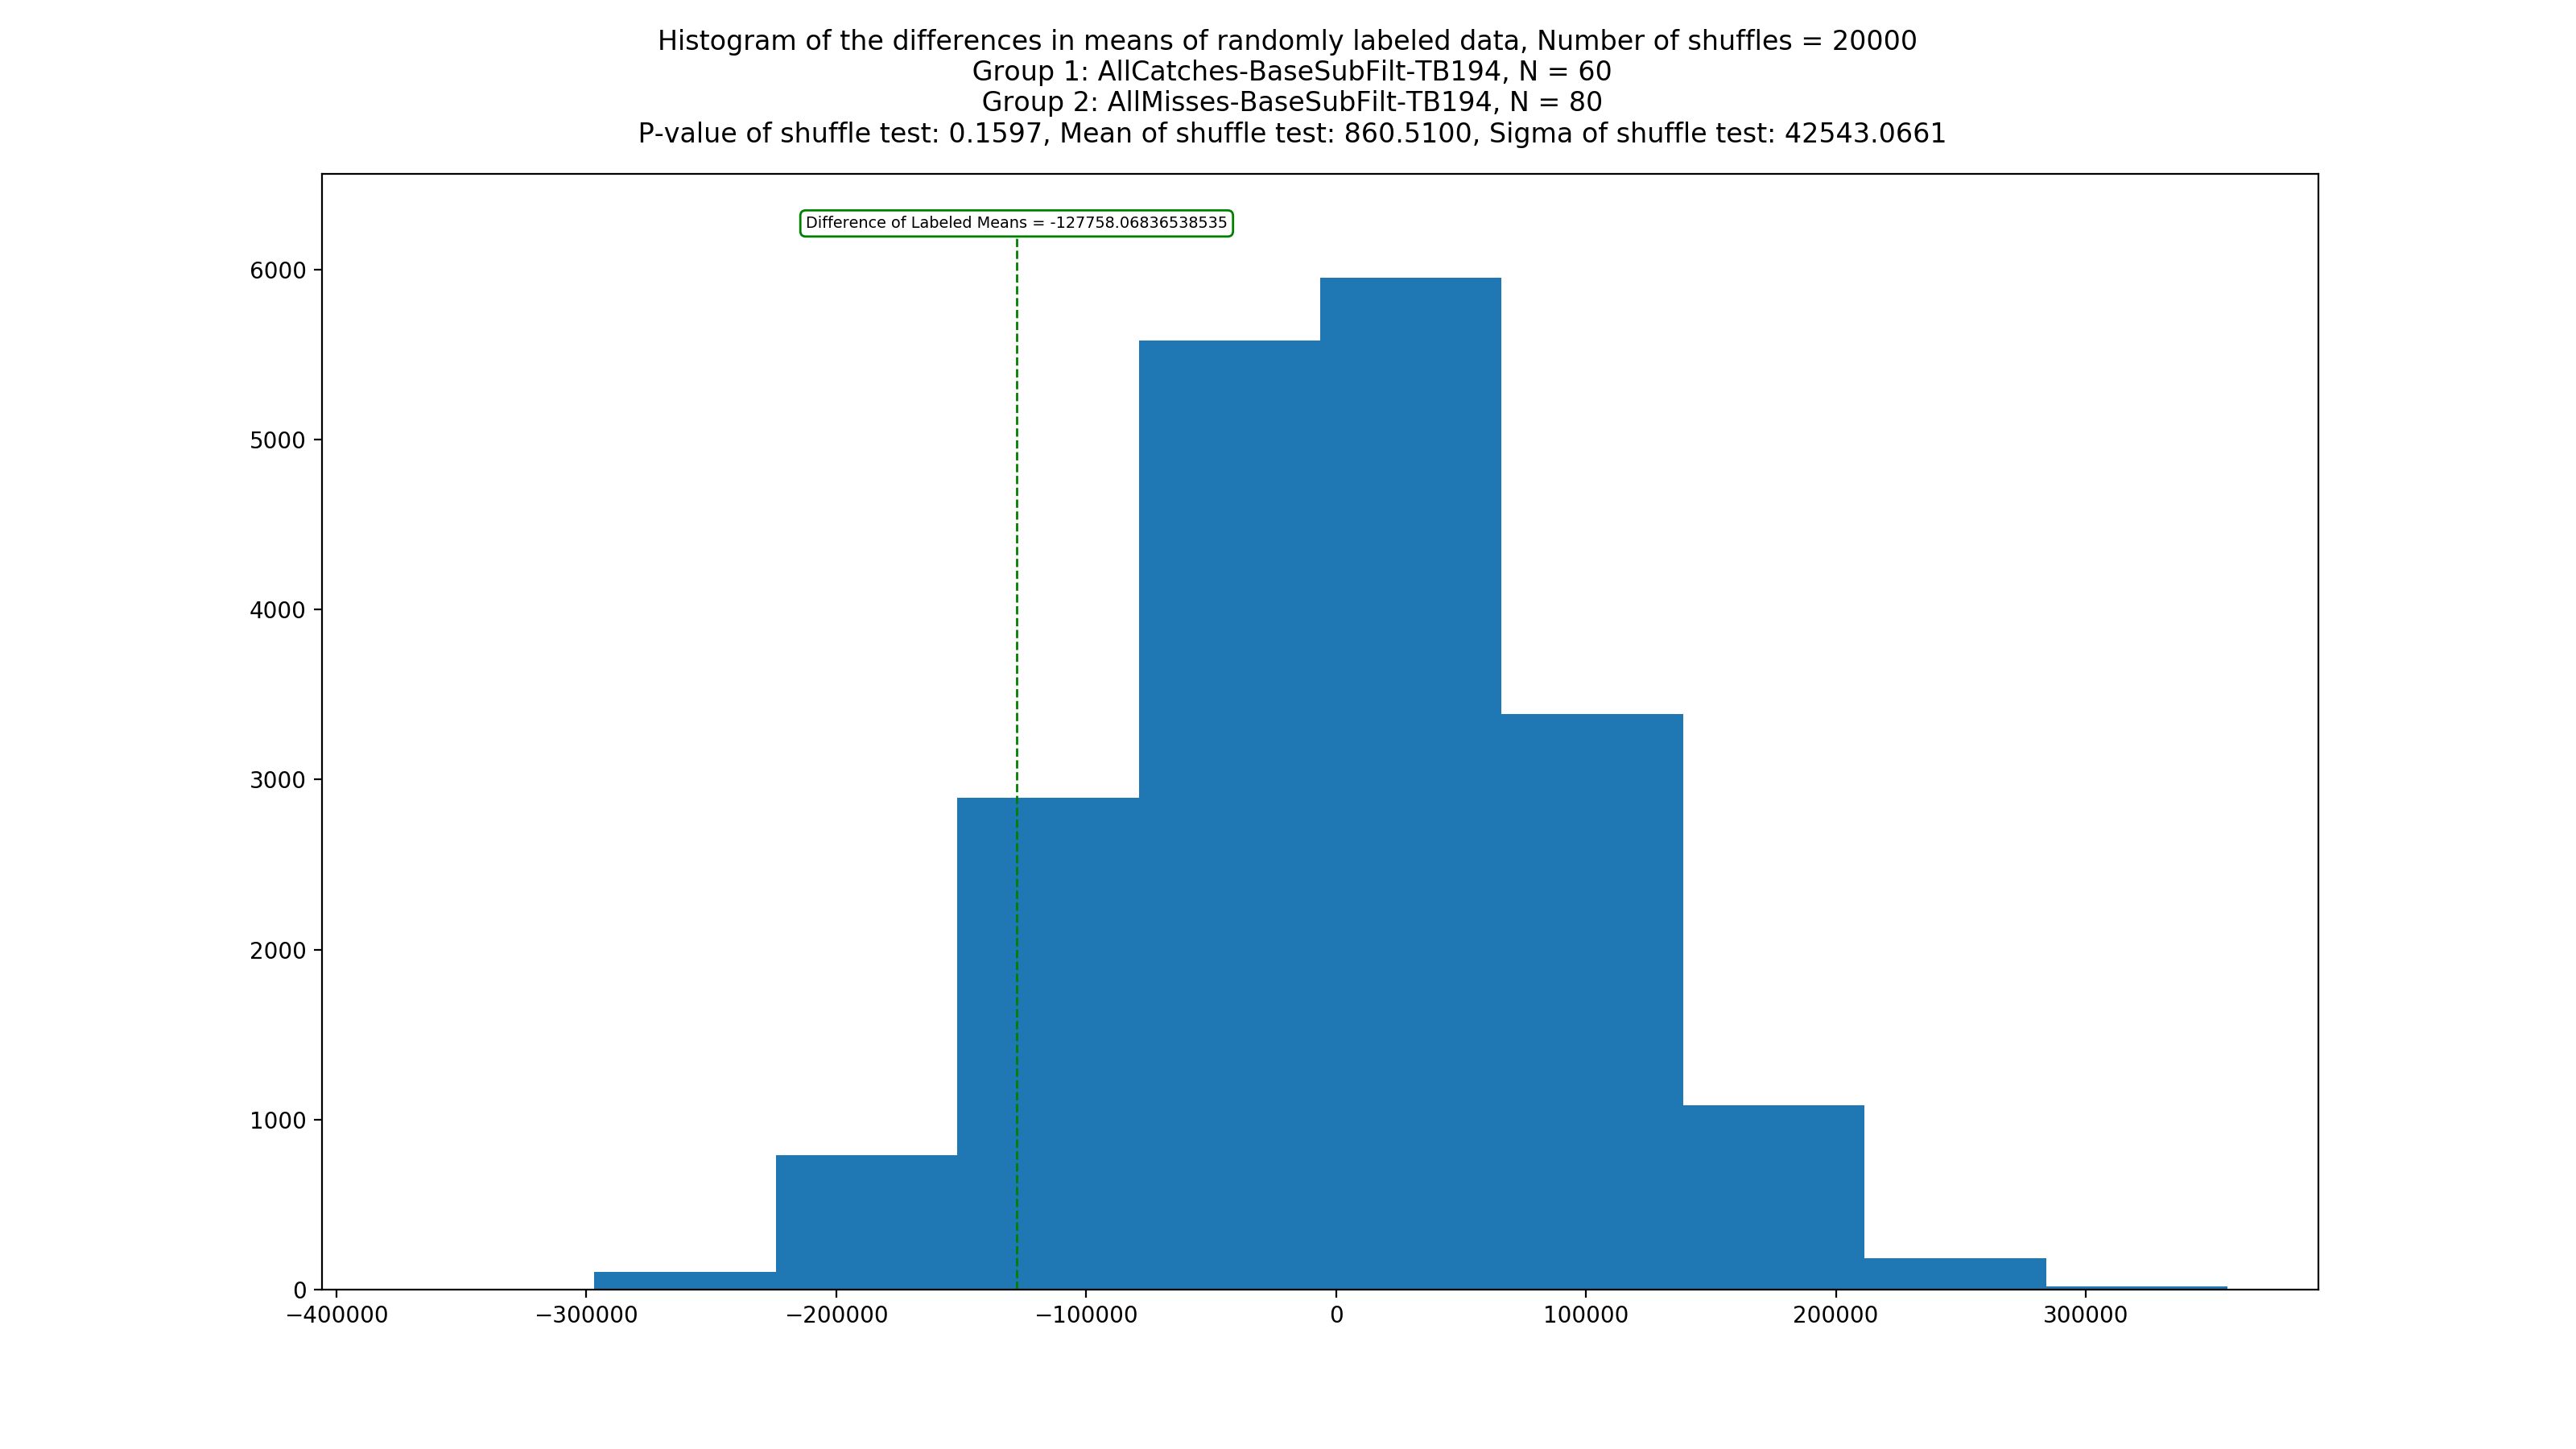 Histogram of the differences in means of randomly labeled data, Number of shuffles = 20000
Group 1: AllCatches-BaseSubFilt-TB194, N = 60
Group 2: AllMisses-BaseSubFilt-TB194, N = 80
P-value of shuffle test: 0.1597, Mean of shuffle test: 860.5100, Sigma of shuffle test: 42543.0661
Difference of Labeled Means = -127758.06836538535
6000
5000
4000
3000
2000
1000
0
−400000 −300000 −200000 −100000 0 100000 200000 300000